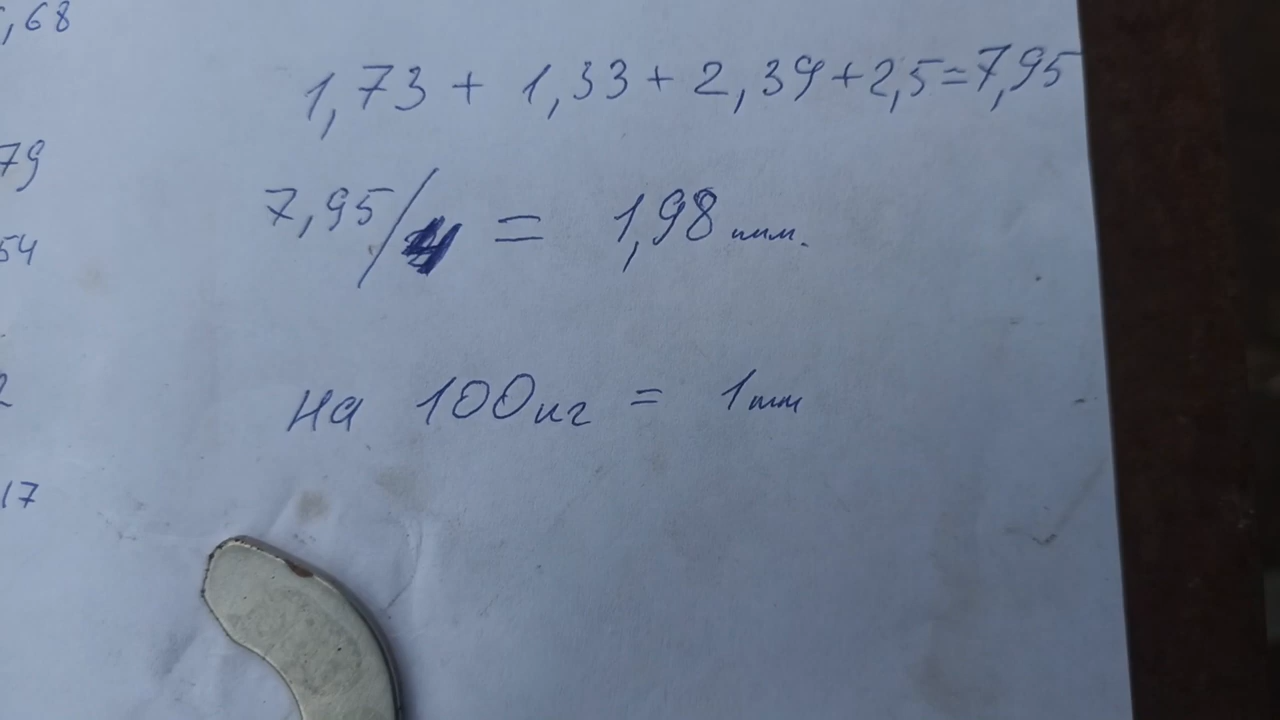 ,68
1,73 + 1,33 + 2,39 + 2,5 = 7,95
79
7,95/4 = 1,98 мм.
54
2
на 100кг = 1мм
17